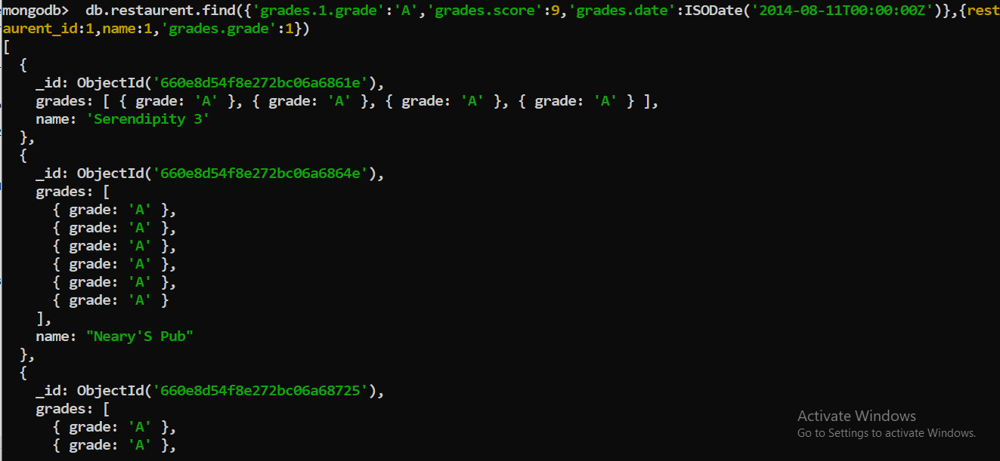 mongodb>  db.restaurent.find({'grades.1.grade':'A','grades.score':9,'grades.date':ISODate('2014-08-11T00:00:00Z')},{rest
aurent_id:1,name:1,'grades.grade':1})
[
  {
    _id: ObjectId('660e8d54f8e272bc06a6861e'),
    grades: [ { grade: 'A' }, { grade: 'A' }, { grade: 'A' }, { grade: 'A' } ],
    name: 'Serendipity 3'
  },
  {
    _id: ObjectId('660e8d54f8e272bc06a6864e'),
    grades: [
      { grade: 'A' },
      { grade: 'A' },
      { grade: 'A' },
      { grade: 'A' },
      { grade: 'A' },
      { grade: 'A' }
    ],
    name: "Neary'S Pub"
  },
  {
    _id: ObjectId('660e8d54f8e272bc06a68725'),
    grades: [
      { grade: 'A' },
      { grade: 'A' },
Activate Windows
Go to Settings to activate Windows.